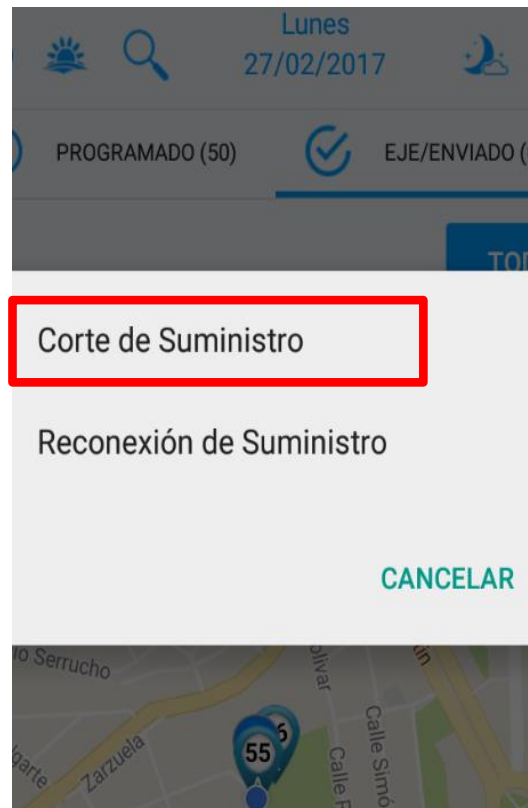 Lunes
27/02/2017
PROGRAMADO (50)
EJE/ENVIADO (
Corte de Suministro
Reconexión de Suministro
CANCELAR
Serrucho
Zarzuela
55
Calle
Calle